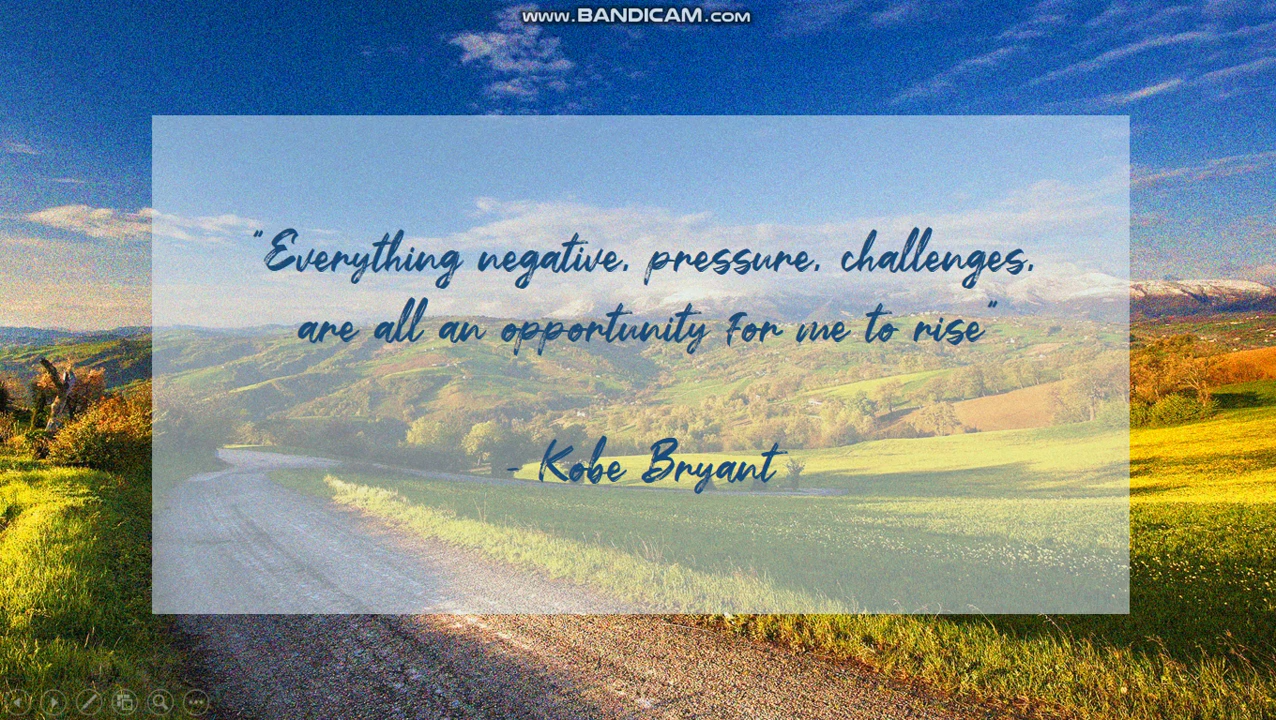 www.BANDICAM.com
"Everything negative, pressure, challenges,
are all an opportunity for me to rise"
- Kobe Bryant